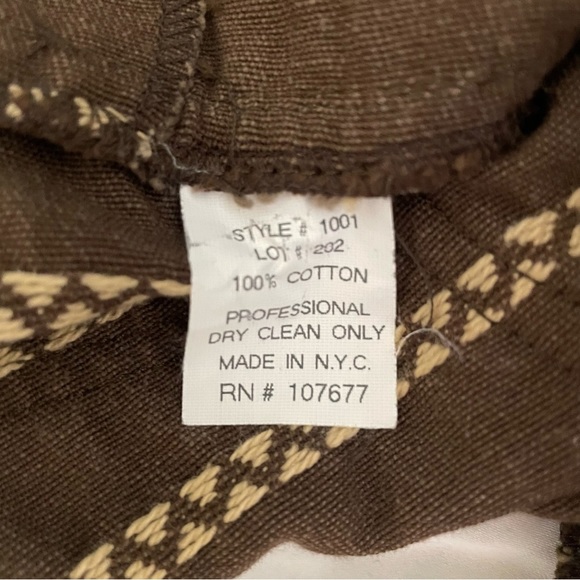 STYLE # 1001
LOT # 202
100% COTTON
PROFESSIONAL
DRY CLEAN ONLY
MADE IN N.Y.C.
RN # 107677